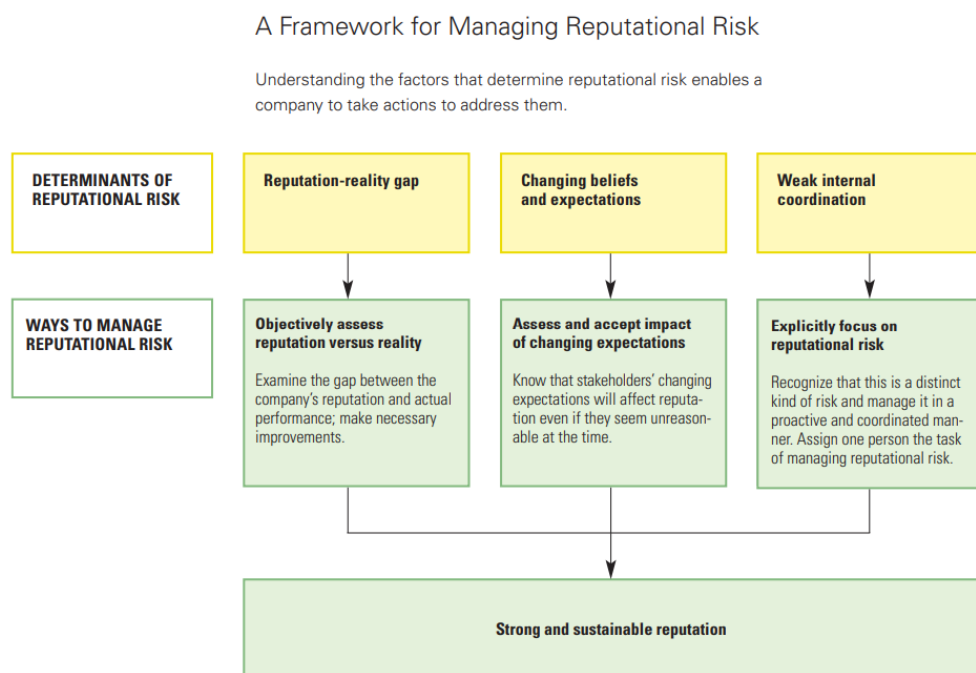 A Framework for Managing Reputational Risk
Understanding the factors that determine reputational risk enables a
company to take actions to address them.
DETERMINANTS OF
REPUTATIONAL RISK
Reputation-reality gap
Changing beliefs
and expectations
Weak internal
coordination
WAYS TO MANAGE
REPUTATIONAL RISK
Objectively assess
reputation versus reality
Examine the gap between the
company's reputation and actual
performance; make necessary
improvements.
Assess and accept impact
of changing expectations
Know that stakeholders' changing
expectations will affect reputa-
tion even if they seem unreason-
able at the time.
Explicitly focus on
reputational risk
Recognize that this is a distinct
kind of risk and manage it in a
proactive and coordinated man-
ner. Assign one person the task
of managing reputational risk.
Strong and sustainable reputation